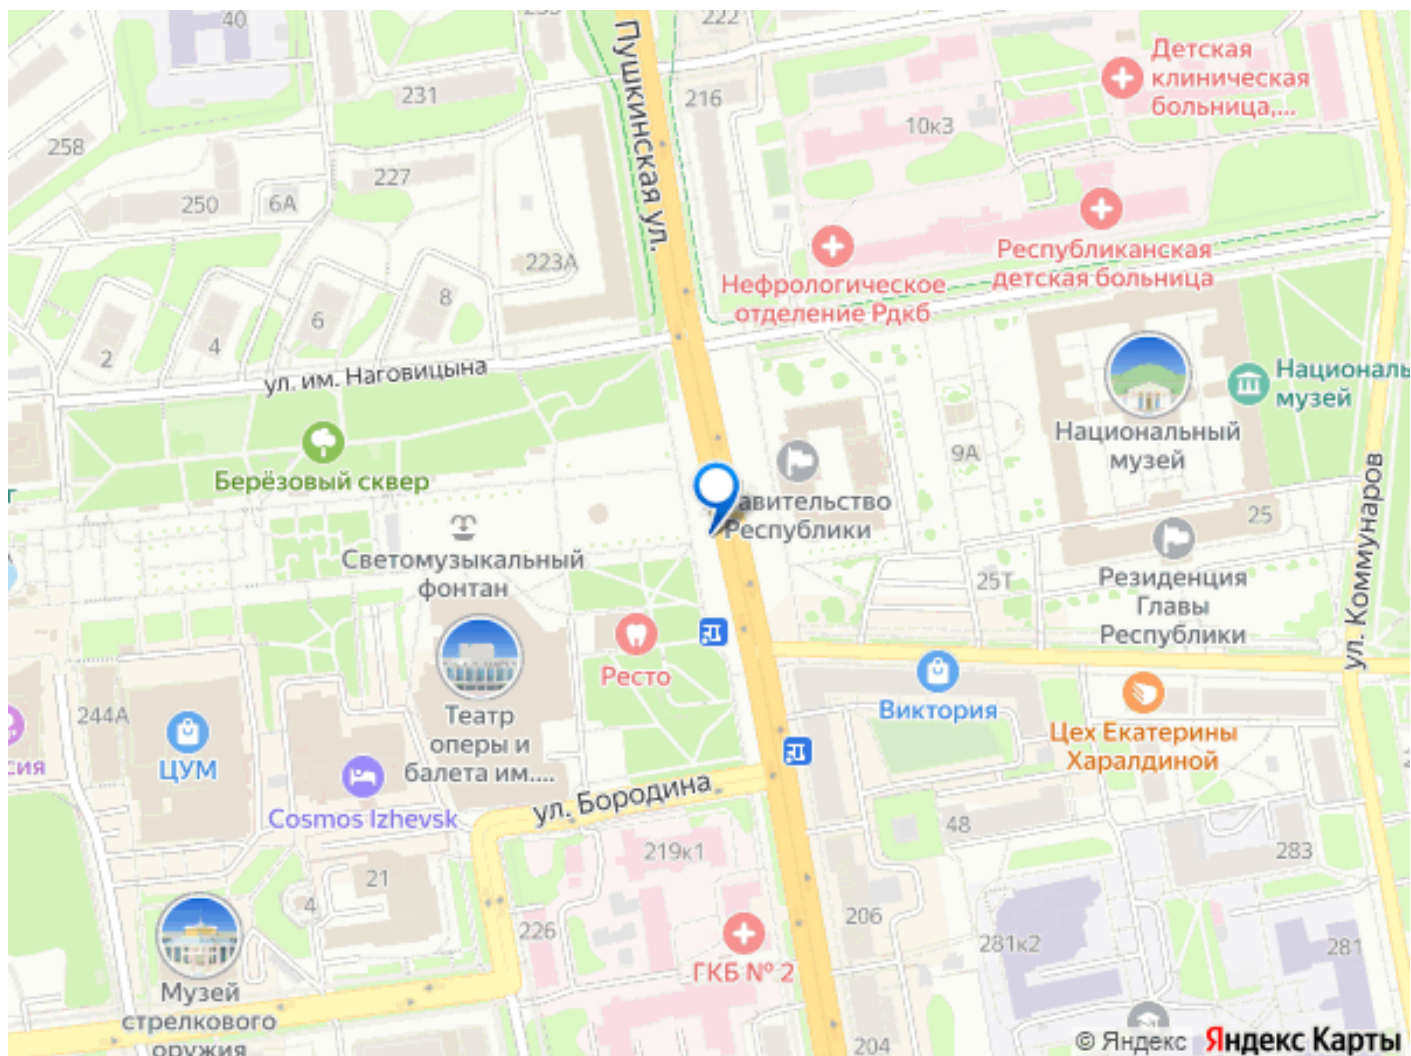 40
222
Пушкинская ул.
231
216
Детская
клиническая
больница,...
10к3
258
227
250
6А
Республиканская
детская больница
223А
Нефрологическое
отделение Рдкб
8
6
4
2
ул. им. Наговицына
Националь
музей
Национальный
музей
9А
Берёзовый сквер
авительство
Республики
25
ул. Коммунаров
Светомузыкальный
фонтан
25Т
Резиденция
Главы
Республики
Ресто
244А
Театр
оперы и
балета им....
Виктория
Цех Екатерины
Харалдиной
сия
ЦУМ
Cosmos Izhevsk
ул. Бородина
48
283
219к1
21
4
206
226
281к2
281
ГКБ № 2
Музей
стрелкового
оружия
204
© Яндекс Яндекс Карты